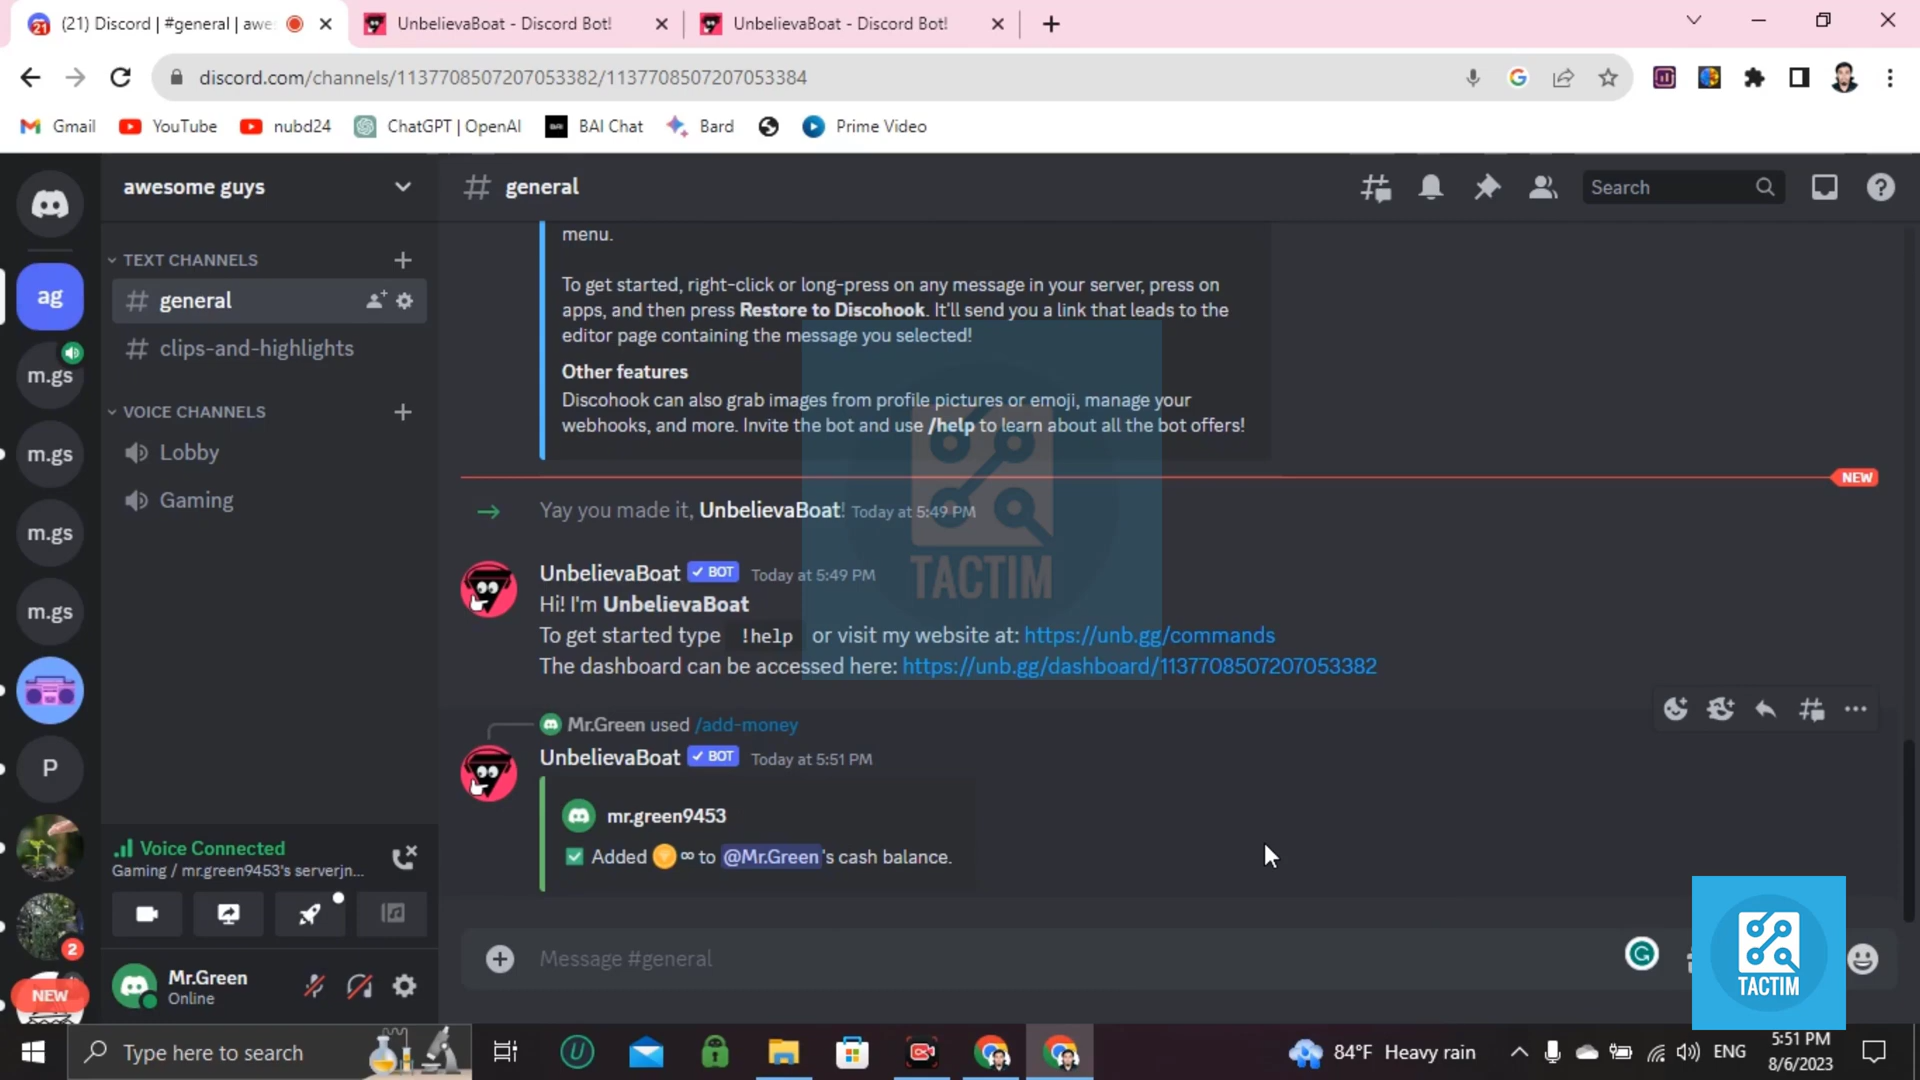 (21) Discord | #general | awe
UnbelievaBoat - Discord Bot!
UnbelievaBoat - Discord Bot!
discord.com/channels/1137708507207053382/1137708507207053384
Gmail
YouTube
nubd24
ChatGPT | OpenAI
BAI Chat
Bard
Prime Video
awesome guys
general
Search
TEXT CHANNELS
general
clips-and-highlights
VOICE CHANNELS
Lobby
Gaming
ag
m.gs
m.gs
m.gs
m.gs
P
2
NEW
menu.
To get started, right-click or long-press on any message in your server, press on
apps, and then press Restore to Discohook. It'll send you a link that leads to the
editor page containing the message you selected!
Other features
Discohook can also grab images from profile pictures or emoji, manage your
webhooks, and more. Invite the bot and use /help to learn about all the bot offers!
NEW
Yay you made it, UnbelievaBoat! Today at 5:49 PM
UnbelievaBoat ✓ BOT Today at 5:49 PM
Hi! I'm UnbelievaBoat
To get started type !help or visit my website at: https://unb.gg/commands
The dashboard can be accessed here: https://unb.gg/dashboard/1137708507207053382
TACTIM
Mr.Green used /add-money
UnbelievaBoat ✓ BOT Today at 5:51 PM
mr.green9453
Added ∞ to @Mr.Green's cash balance.
Voice Connected
Gaming / mr.green9453's serverjn...
Mr.Green
Online
Message #general
TACTIM
Type here to search
84°F Heavy rain
ENG
5:51 PM
8/6/2023